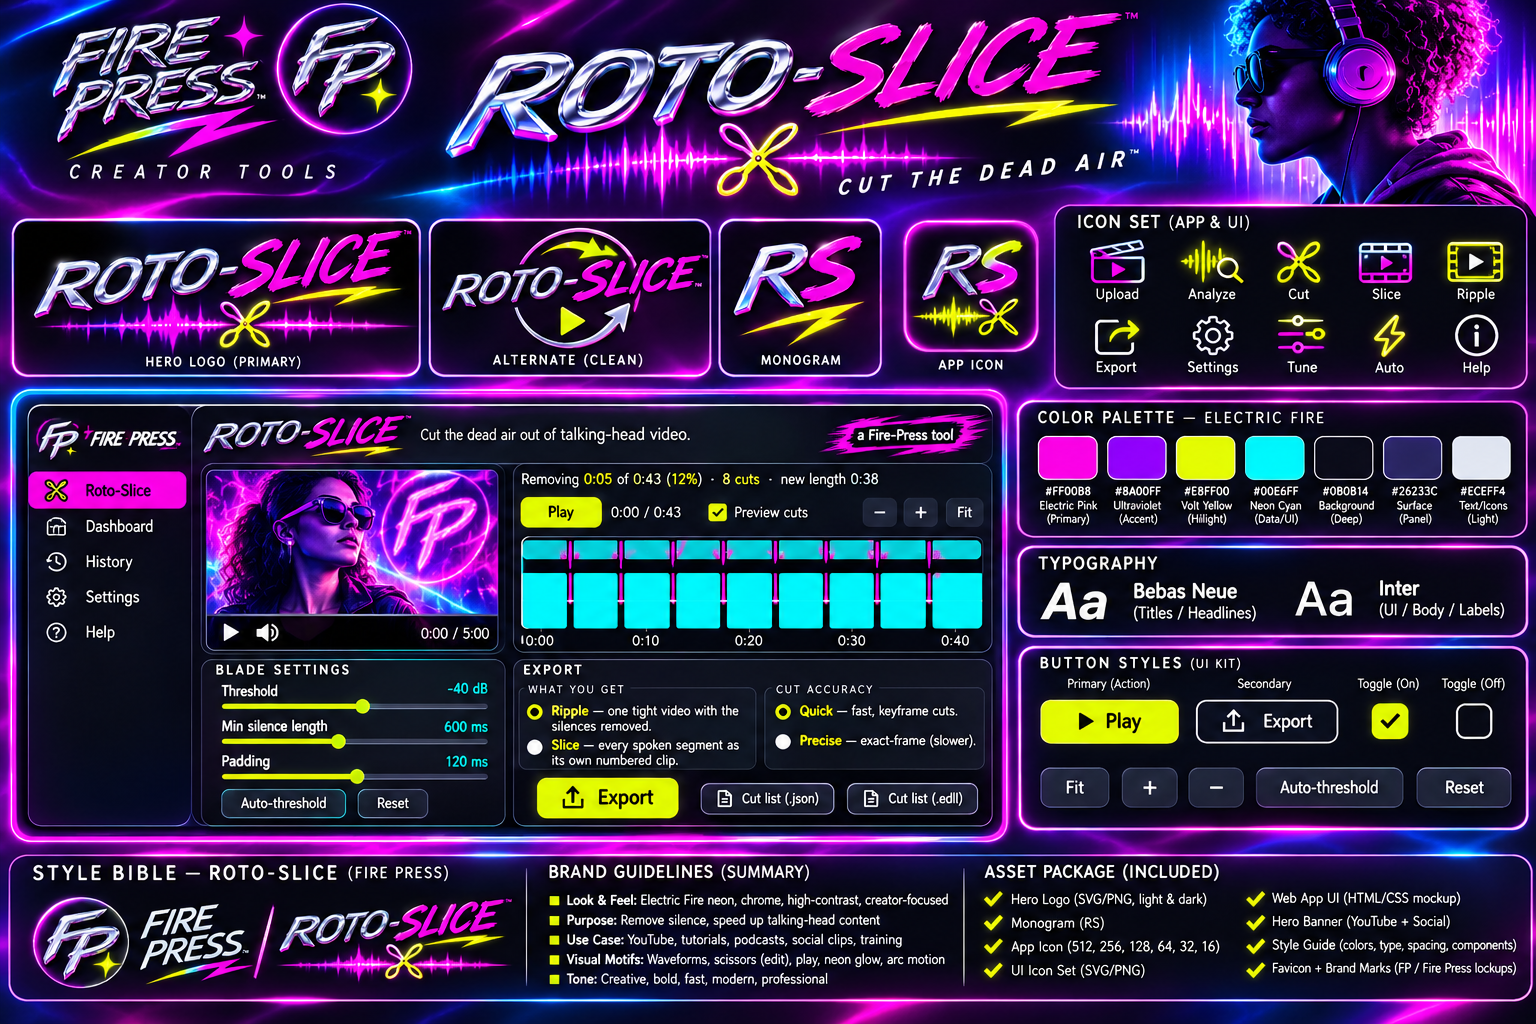 FIRE
PRESS™
FP
CREATOR TOOLS
ROTO-SLICE™
CUT THE DEAD AIR™
ROTO-SLICE™
HERO LOGO (PRIMARY)
ROTO-SLICE™
ALTERNATE (CLEAN)
RS
MONOGRAM
RS
APP ICON
ICON SET (APP & UI)
Upload
Analyze
Cut
Slice
Ripple
Export
Settings
Tune
Auto
Help
FP FIRE PRESS™
Roto-Slice
Dashboard
History
Settings
Help
ROTO-SLICE™
Cut the dead air out of talking-head video.
a Fire-Press tool
FP
0:00 / 5:00
Removing 0:05 of 0:43 (12%) · 8 cuts · new length 0:38
Play
0:00 / 0:43
Preview cuts
−
+
Fit
0:00
0:10
0:20
0:30
0:40
BLADE SETTINGS
Threshold
-40 dB
Min silence length
600 ms
Padding
120 ms
Auto-threshold
Reset
EXPORT
WHAT YOU GET
Ripple — one tight video with the
silences removed.
Slice — every spoken segment as
its own numbered clip.
CUT ACCURACY
Quick — fast, keyframe cuts.
Precise — exact-frame (slower).
Export
Cut list (.json)
Cut list (.edll)
COLOR PALETTE — ELECTRIC FIRE
#FF00B8
Electric Pink
(Primary)
#8A00FF
Ultraviolet
(Accent)
#E8FF00
Volt Yellow
(Hilight)
#00E6FF
Neon Cyan
(Data/UI)
#0B0B14
Background
(Deep)
#26233C
Surface
(Panel)
#ECEFF4
Text/Icons
(Light)
TYPOGRAPHY
Aa
Bebas Neue
(Titles / Headlines)
Aa
Inter
(UI / Body / Labels)
BUTTON STYLES (UI KIT)
Primary (Action)
Secondary
Toggle (On)
Toggle (Off)
Play
Export
Fit
+
−
Auto-threshold
Reset
STYLE BIBLE — ROTO-SLICE (FIRE PRESS)
FP
FIRE
PRESS™
ROTO-SLICE™
BRAND GUIDELINES (SUMMARY)
Look & Feel: Electric Fire neon, chrome, high-contrast, creator-focused
Purpose: Remove silence, speed up talking-head content
Use Case: YouTube, tutorials, podcasts, social clips, training
Visual Motifs: Waveforms, scissors (edit), play, neon glow, arc motion
Tone: Creative, bold, fast, modern, professional
ASSET PACKAGE (INCLUDED)
Hero Logo (SVG/PNG, light & dark)
Monogram (RS)
App Icon (512, 256, 128, 64, 32, 16)
UI Icon Set (SVG/PNG)
Web App UI (HTML/CSS mockup)
Hero Banner (YouTube + Social)
Style Guide (colors, type, spacing, components)
Favicon + Brand Marks (FP / Fire Press lockups)